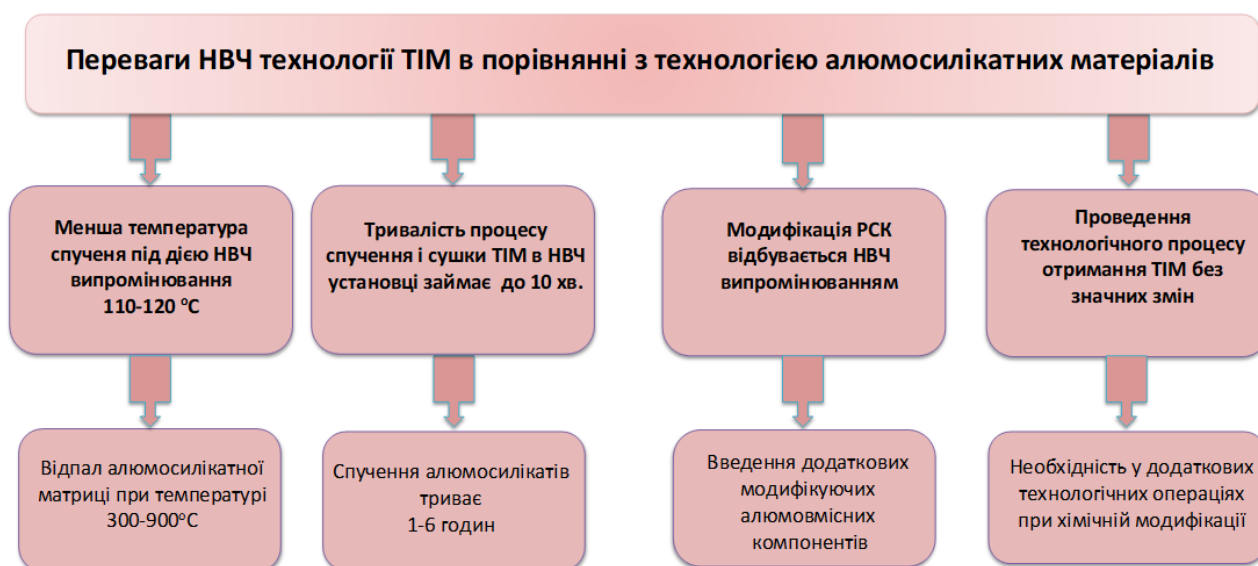 Переваги НВЧ технології ТІМ в порівнянні з технологією алюмосилікатних матеріалів
Менша температура
спученя під дією НВЧ
випромінювання
110-120 °С
Тривалість процесу
спучення і сушки ТІМ в НВЧ
установці займає до 10 хв.
Модифікація РСК
відбувається НВЧ
випромінюванням
Проведення
технологічного процесу
отримання ТІМ без
значних змін
Відпал алюмосилікатної
матриці при температурі
300-900°С
Спучення алюмосилікатів
триває
1-6 годин
Введення додаткових
модифікуючих
алюмовмісних
компонентів
Необхідність у додаткових
технологічних операціях
при хімічній модифікації